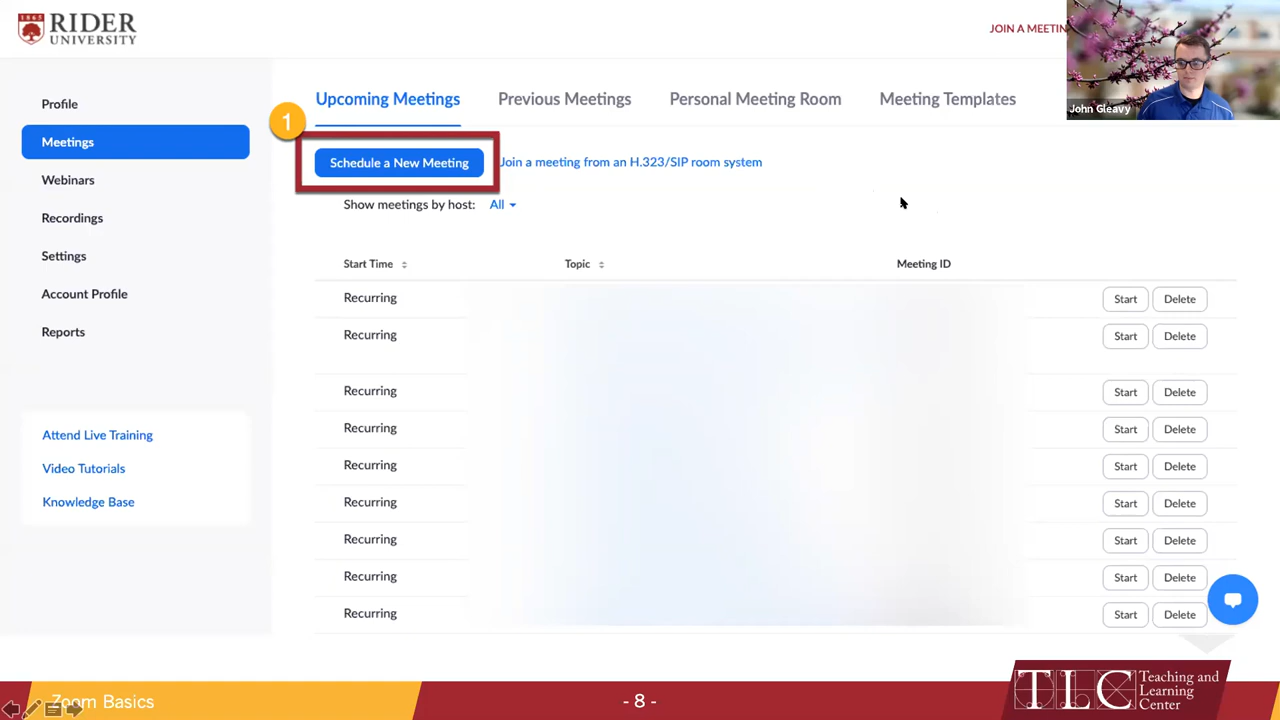 1865
RIDER
UNIVERSITY
JOIN A MEETIN
John Gleavy
Profile
Meetings
Webinars
Recordings
Settings
Account Profile
Reports
Attend Live Training
Video Tutorials
Knowledge Base
Upcoming Meetings
Previous Meetings
Personal Meeting Room
Meeting Templates
1
Schedule a New Meeting
Join a meeting from an H.323/SIP room system
Show meetings by host: All
Start Time Topic Meeting ID
Recurring Start Delete
Recurring Start Delete
Recurring Start Delete
Recurring Start Delete
Recurring Start Delete
Recurring Start Delete
Recurring Start Delete
Recurring Start Delete
Recurring Start Delete
Zoom Basics
- 8 -
TLC
Teaching and
Learning
Center